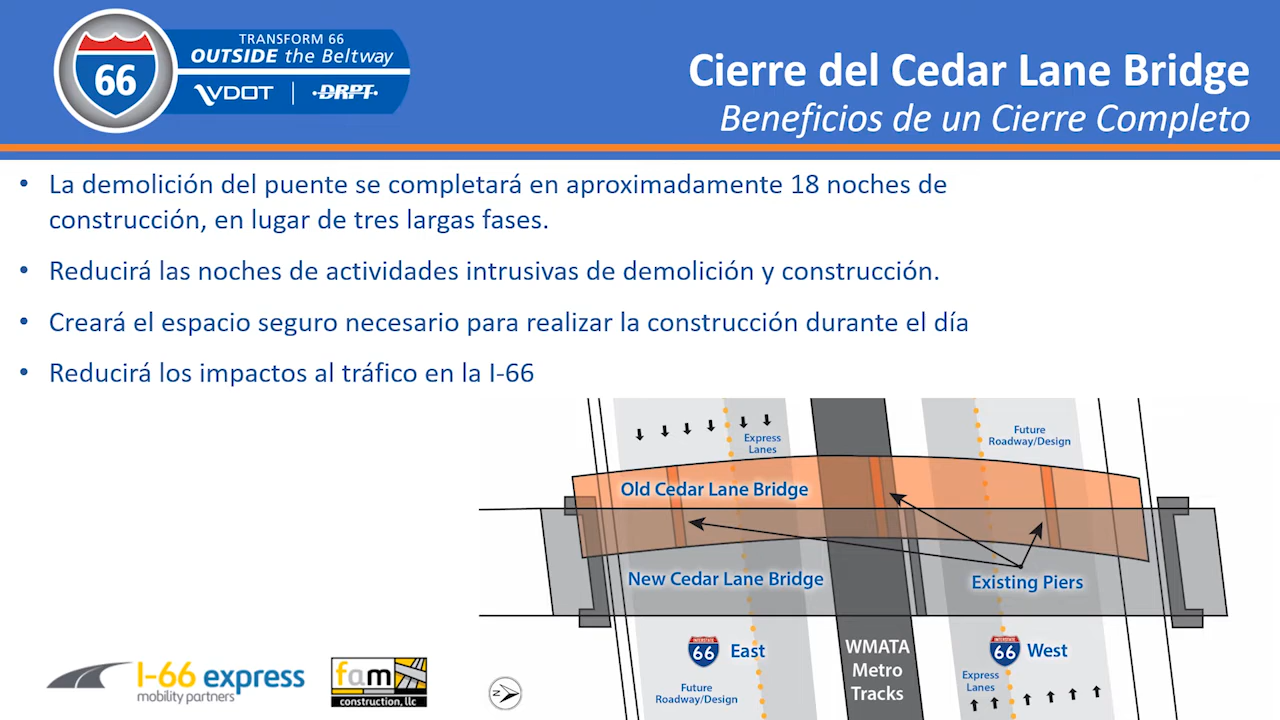 TRANSFORM 66
OUTSIDE the Beltway
66
VDOT
DRPT
Cierre del Cedar Lane Bridge
Beneficios de un Cierre Completo
• La demolición del puente se completará en aproximadamente 18 noches de
construcción, en lugar de tres largas fases.
• Reducirá las noches de actividades intrusivas de demolición y construcción.
• Creará el espacio seguro necesario para realizar la construcción durante el día
• Reducirá los impactos al tráfico en la I-66
Express
Lanes
Future
Roadway/Design
Old Cedar Lane Bridge
New Cedar Lane Bridge
Existing Piers
INTERSTATE
66
East
WMATA
Metro
Tracks
INTERSTATE
66
West
Future
Roadway/Design
Express
Lanes
N
I-66 express
mobility partners
fam
construction, llc